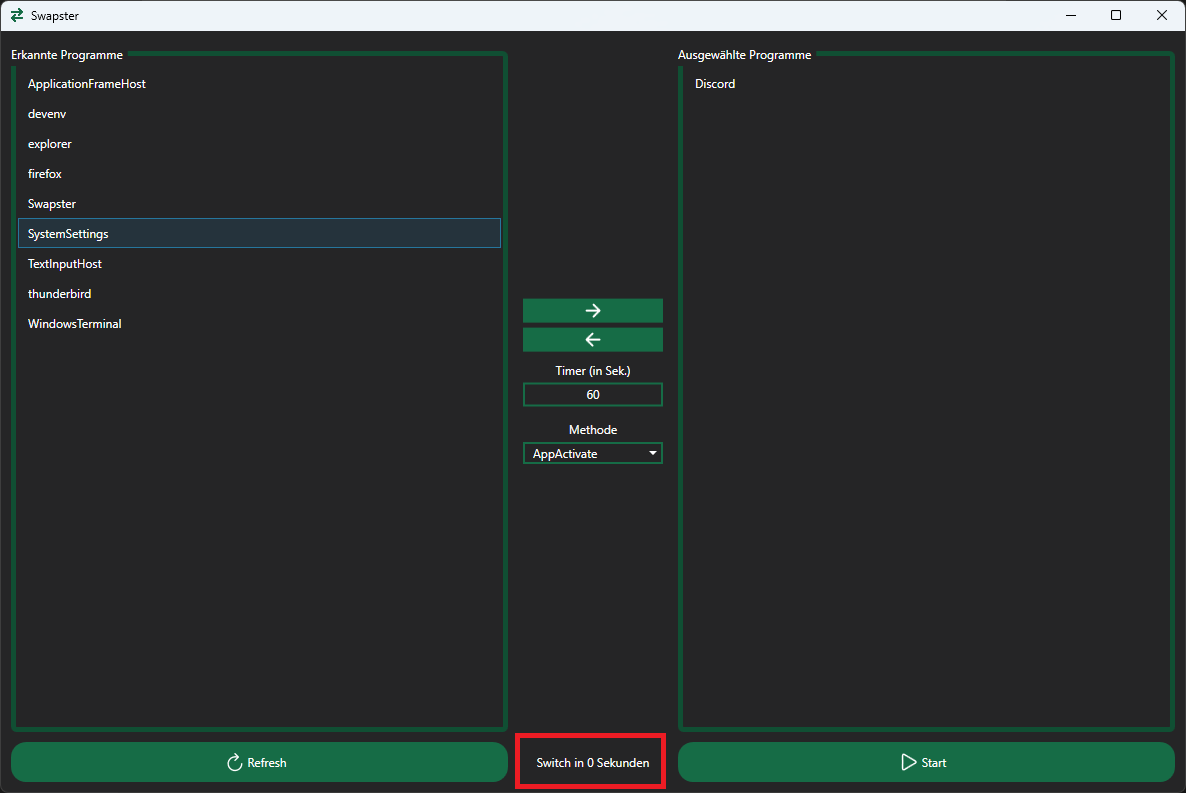 Swapster
Erkannte Programme
ApplicationFrameHost
devenv
explorer
firefox
Swapster
SystemSettings
TextInputHost
thunderbird
WindowsTerminal
Timer (in Sek.)
60
Methode
AppActivate
Ausgewählte Programme
Discord
Refresh
Switch in 0 Sekunden
Start